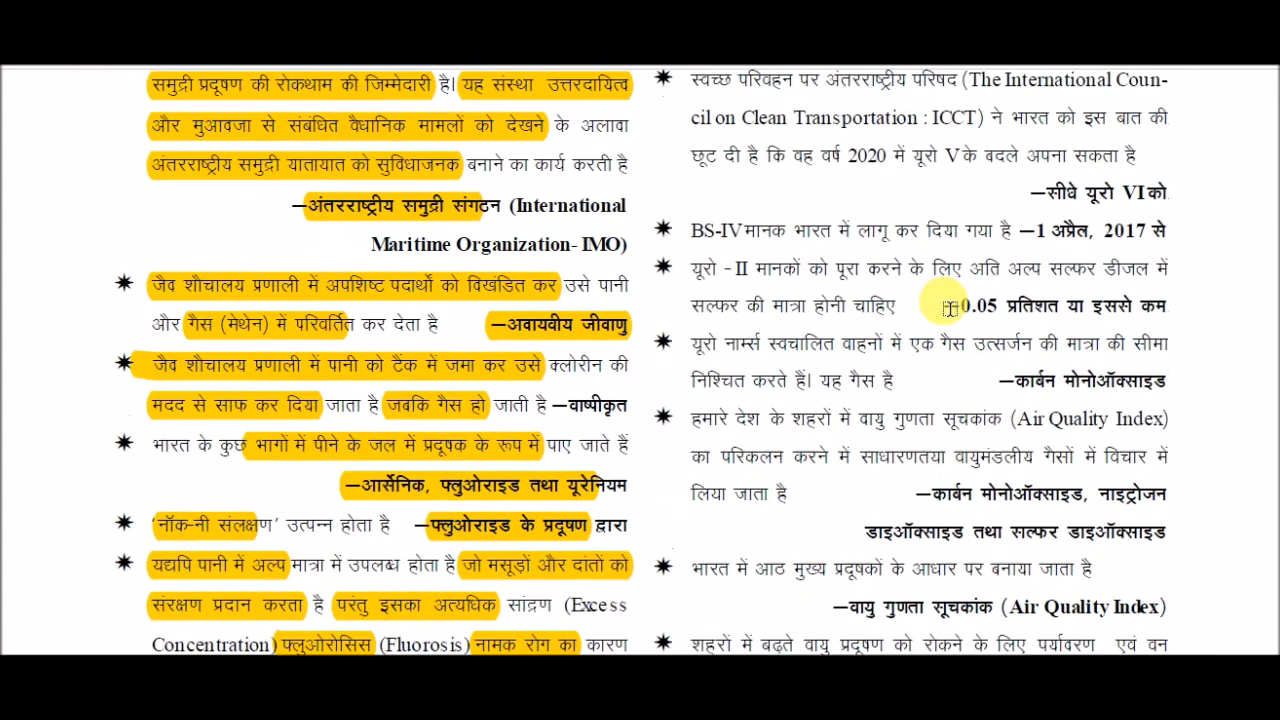 समुद्री प्रदूषण की रोकथाम की जिम्मेदारी है। यह संस्था उत्तरदायित्व
और मुआवजा से संबंधित वैधानिक मामलों को देखने के अलावा
अंतरराष्ट्रीय समुद्री यातायात को सुविधाजनक बनाने का कार्य करती है
–अंतरराष्ट्रीय समुद्री संगठन (International
Maritime Organization- IMO)
✷ जैव शौचालय प्रणाली में अपशिष्ट पदार्थो को विखंडित कर उसे पानी
और गैस (मेथेन) में परिवर्तित कर देता है –अवायवीय जीवाणु
✷ जैव शौचालय प्रणाली में पानी को टैंक में जमा कर उसे क्लोरीन की
मदद से साफ कर दिया जाता है जबकि गैस हो जाती है –वाष्पीकृत
✷ भारत के कुछ भागों में पीने के जल में प्रदूषक के रूप में पाए जाते हैं
–आर्सेनिक, फ्लुओराइड तथा यूरेनियम
✷ 'नॉक-नी संलक्षण' उत्पन्न होता है –फ्लुओराइड के प्रदूषण द्वारा
✷ यद्यपि पानी में अल्प मात्रा में उपलब्ध होता है जो मसूड़ों और दांतों को
संरक्षण प्रदान करता है परंतु इसका अत्यधिक सांद्रण (Excess
Concentration) फ्लुओरोसिस (Fluorosis) नामक रोग का कारण
✷ स्वच्छ परिवहन पर अंतरराष्ट्रीय परिषद (The International Coun-
cil on Clean Transportation : ICCT) ने भारत को इस बात की
छूट दी है कि वह वर्ष 2020 में यूरो V के बदले अपना सकता है
–सीधे यूरो VI को
✷ BS-IV मानक भारत में लागू कर दिया गया है –1 अप्रैल, 2017 से
✷ यूरो -II मानकों को पूरा करने के लिए अति अल्प सल्फर डीजल में
सल्फर की मात्रा होनी चाहिए –0.05 प्रतिशत या इससे कम
✷ यूरो नार्म्स स्वचालित वाहनों में एक गैस उत्सर्जन की मात्रा की सीमा
निश्चित करते हैं। यह गैस है –कार्बन मोनोऑक्साइड
✷ हमारे देश के शहरों में वायु गुणता सूचकांक (Air Quality Index)
का परिकलन करने में साधारणतया वायुमंडलीय गैसों में विचार में
लिया जाता है –कार्बन मोनोऑक्साइड, नाइट्रोजन
डाइऑक्साइड तथा सल्फर डाइऑक्साइड
✷ भारत में आठ मुख्य प्रदूषकों के आधार पर बनाया जाता है
–वायु गुणता सूचकांक (Air Quality Index)
✷ शहरों में बढ़ते वायु प्रदूषण को रोकने के लिए पर्यावरण एवं वन